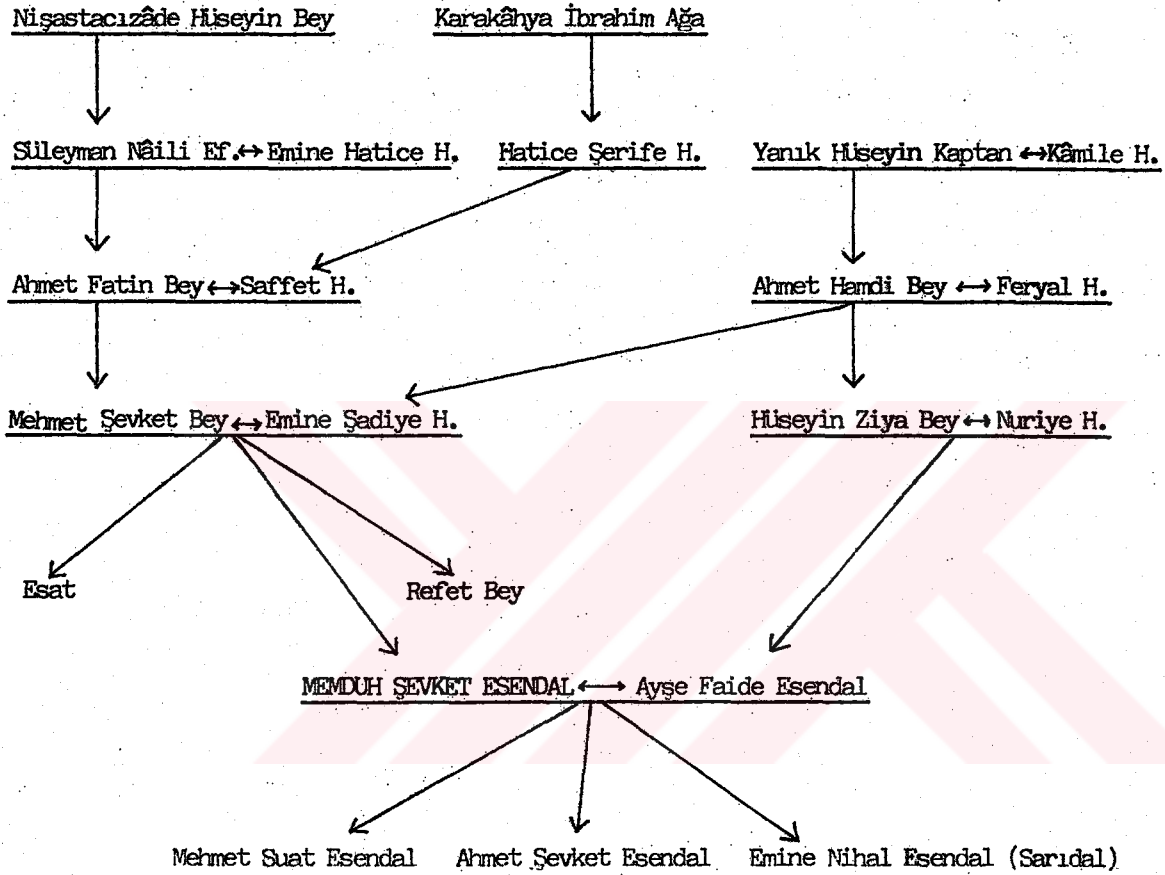 Nişastacızâde Hüseyin Bey Karakâhya İbrahim Ağa
Süleyman Nâili Ef.↔Emine Hatice H. Hatice Şerife H. Yanık Hüseyin Kaptan ↔Kâmile H.
Ahmet Fatin Bey↔Saffet H. Ahmet Hamdi Bey ↔ Feryal H.
Mehmet Şevket Bey↔Emine Şadiye H. Hüseyin Ziya Bey↔ Nuriye H.
Esat Refet Bey
MEMDUH ŞEVKET ESENDAL↔ Ayşe Faide Esendal
Mehmet Suat Esendal Ahmet Şevket Esendal Emine Nihal Esendal (Sarıdal)